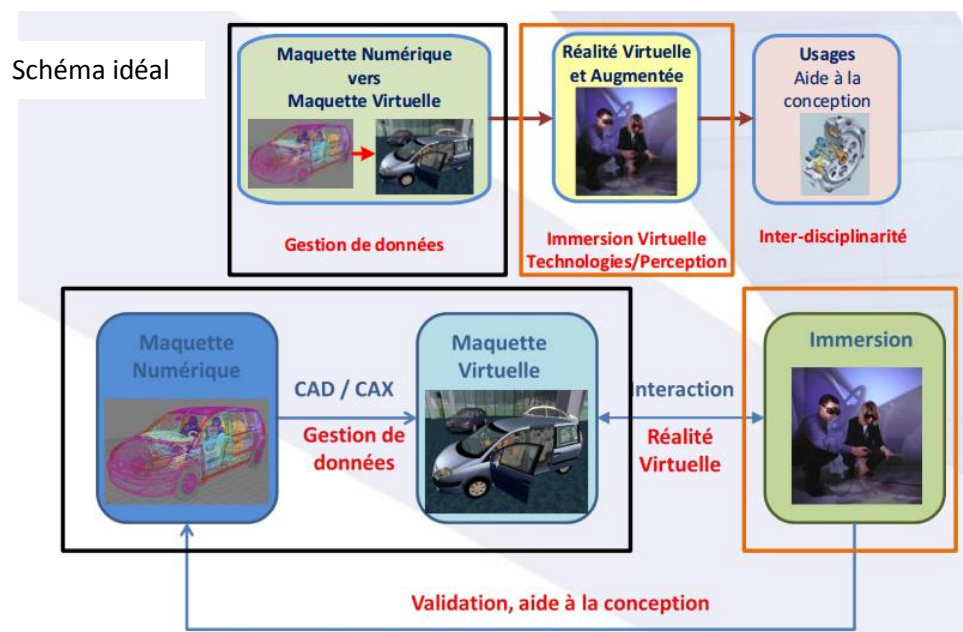 Schéma idéal
Maquette Numérique
vers
Maquette Virtuelle
Gestion de données
Réalité Virtuelle
et Augmentée
Immersion Virtuelle
Technologies/Perception
Usages
Aide à la
conception
Inter-disciplinarité
Maquette
Numérique
CAD / CAX
Gestion de
données
Maquette
Virtuelle
Interaction
Réalité
Virtuelle
Immersion
Validation, aide à la conception